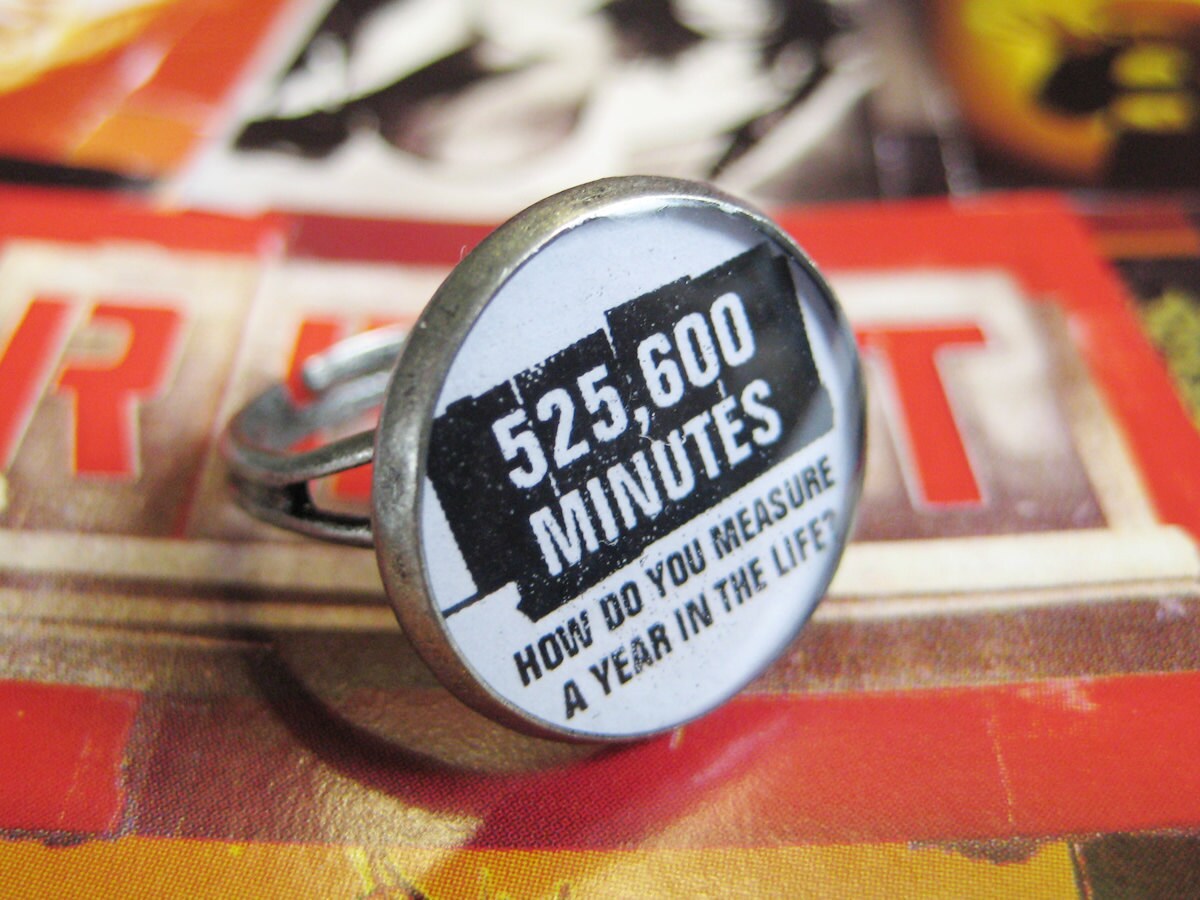 525,600
MINUTES
HOW DO YOU MEASURE
A YEAR IN THE LIFE?
R T